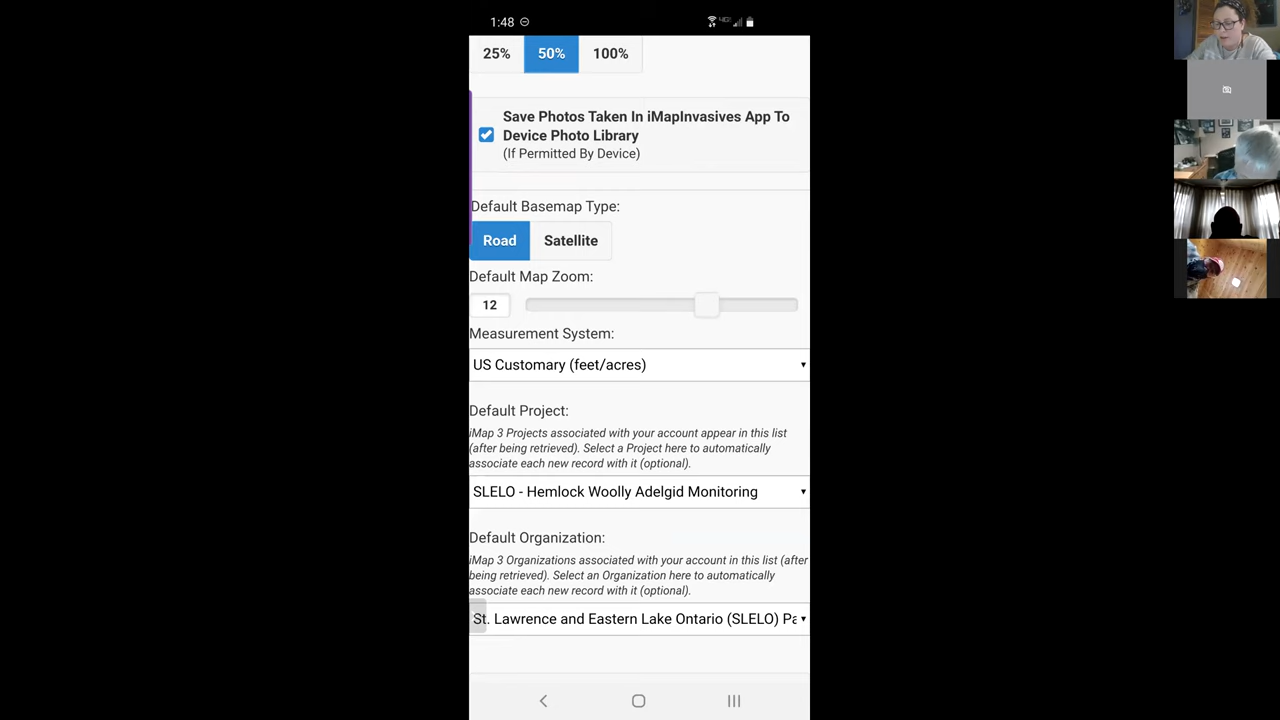 1:48
25% 50% 100%
Save Photos Taken In iMapInvasives App To
Device Photo Library
(If Permitted By Device)
Default Basemap Type:
Road Satellite
Default Map Zoom:
12
Measurement System:
US Customary (feet/acres)
Default Project:
iMap 3 Projects associated with your account appear in this list
(after being retrieved). Select a Project here to automatically
associate each new record with it (optional).
SLELO - Hemlock Woolly Adelgid Monitoring
Default Organization:
iMap 3 Organizations associated with your account in this list (after
being retrieved). Select an Organization here to automatically
associate each new record with it (optional).
St. Lawrence and Eastern Lake Ontario (SLELO) Pa